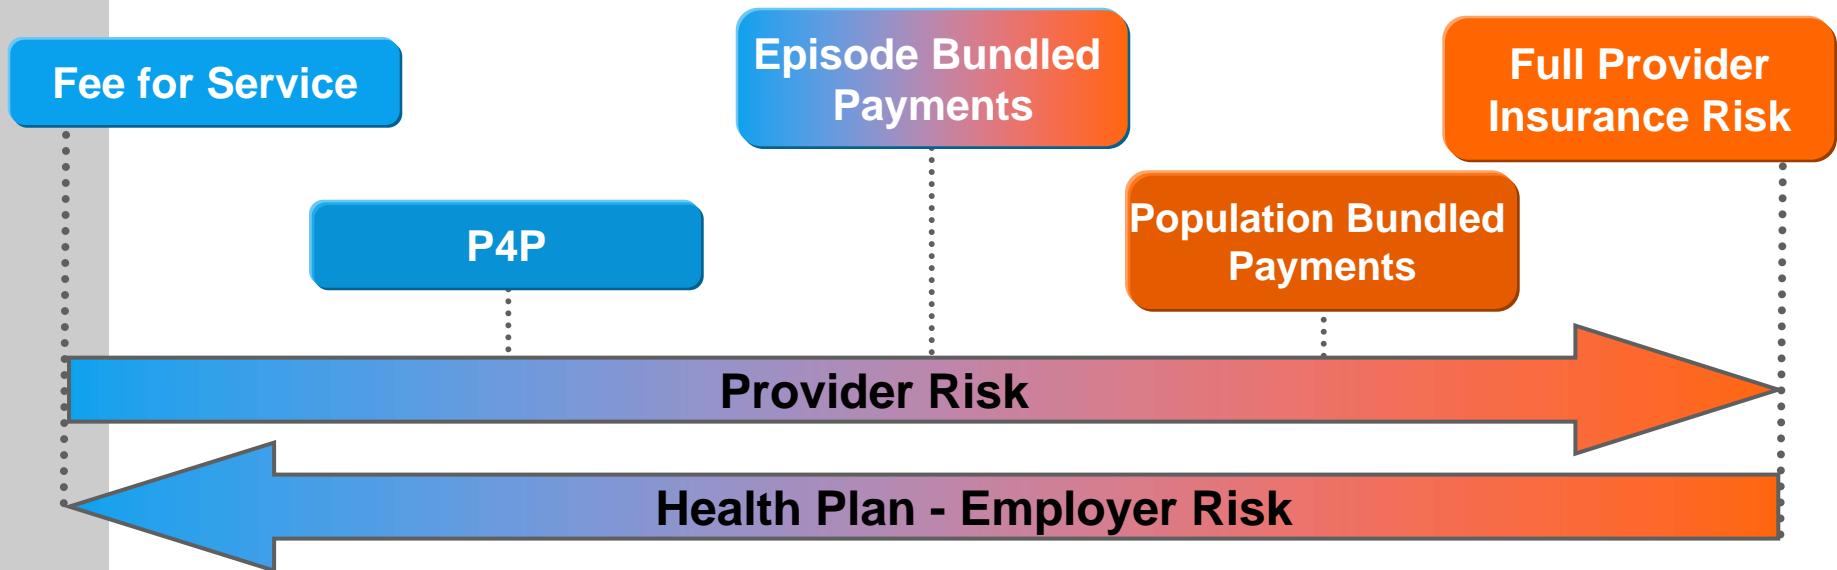 Fee for Service
P4P
Episode Bundled
Payments
Population Bundled
Payments
Full Provider
Insurance Risk
Provider Risk
Health Plan - Employer Risk